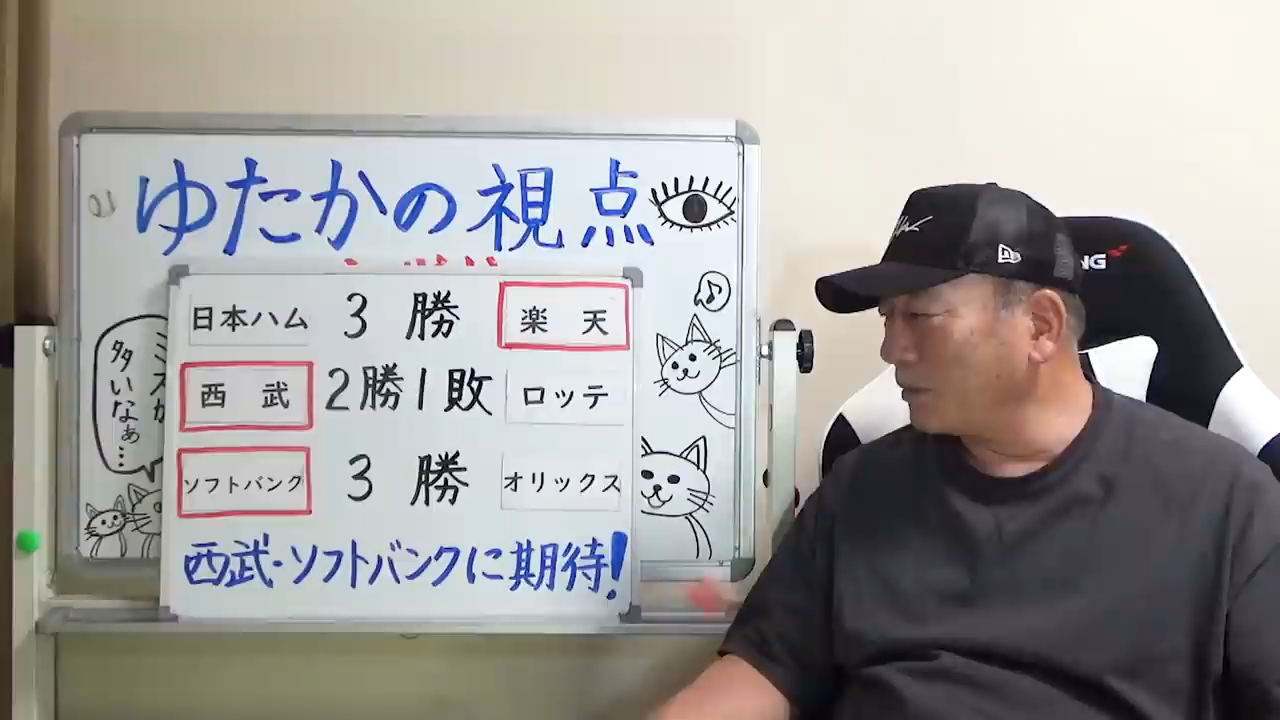 ゆたかの視点
日本ハム 3勝 楽天
西武 2勝1敗 ロッテ
ソフトバンク 3勝 オリックス
西武・ソフトバンクに期待!
ミスが
多いなぁ…